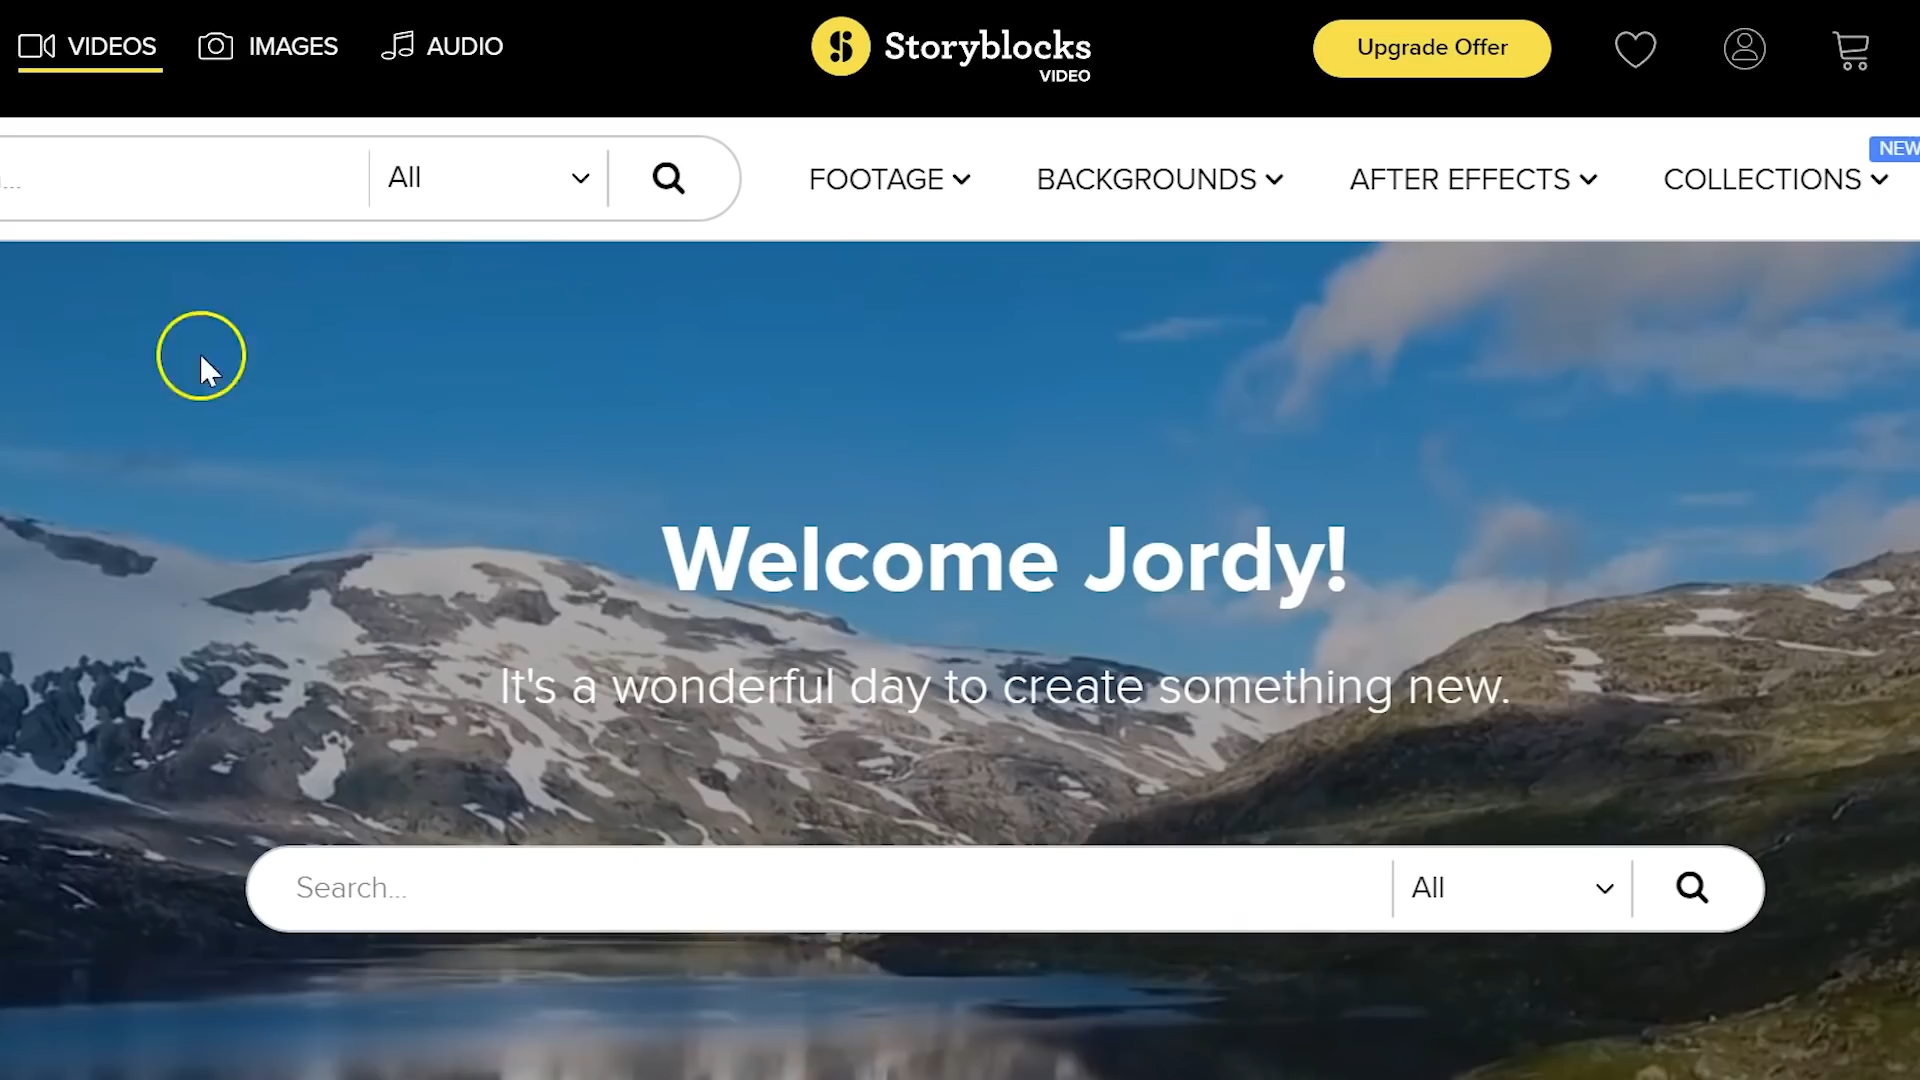 VIDEOS IMAGES AUDIO Storyblocks Upgrade Offer
VIDEO
NEW
... All FOOTAGE BACKGROUNDS AFTER EFFECTS COLLECTIONS
Welcome Jordy!
It's a wonderful day to create something new.
Search... All